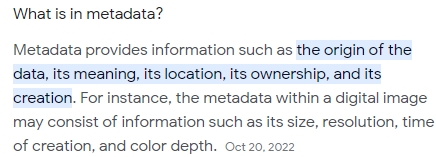 What is in metadata?
Metadata provides information such as the origin of the
data, its meaning, its location, its ownership, and its
creation. For instance, the metadata within a digital image
may consist of information such as its size, resolution, time
of creation, and color depth. Oct 20, 2022